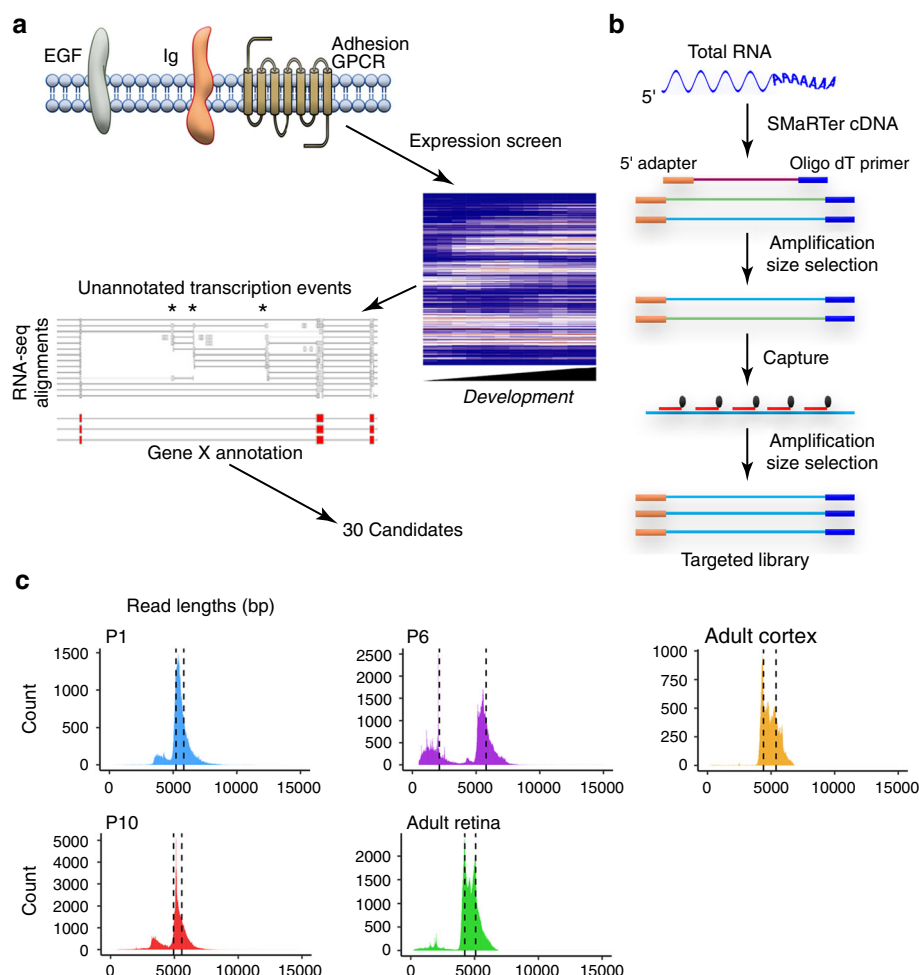 a
EGF
Ig
Adhesion
GPCR
Expression screen
Unannotated transcription events
* * *
RNA-seq
alignments
Development
Gene X annotation
30 Candidates
b
Total RNA
5'
AAAAAAA
SMaRTer cDNA
5' adapter
Oligo dT primer
Amplification
size selection
Capture
Amplification
size selection
Targeted library
c
Read lengths (bp)
P1
Count
1500
1000
500
0
0 5000 10000 15000
P6
2500
2000
1500
1000
500
0
0 5000 10000 15000
Adult cortex
1000
750
500
250
0
0 5000 10000 15000
P10
Count
5000
4000
3000
2000
1000
0
0 5000 10000 15000
Adult retina
2000
1500
1000
500
0
0 5000 10000 15000